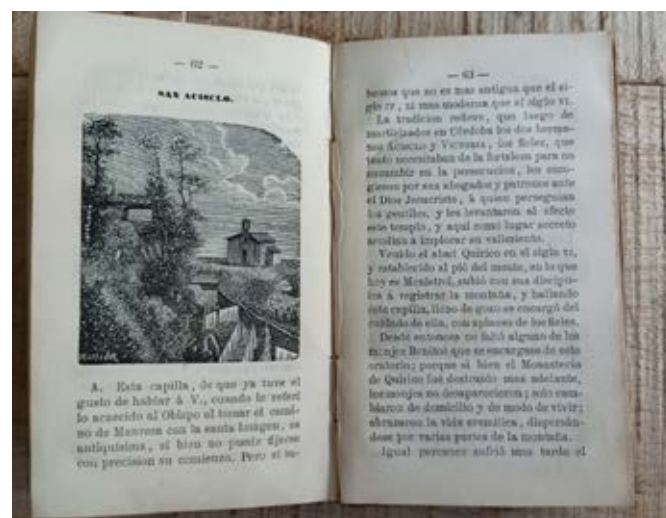 — 62 —
SAN ACISCLO.
A. Esta capilla, de que ya tuve el
gusto de hablar á V., cuando le referí
lo acaecido al Obispo al tomar el cami-
no de Manresa con la santa Imágen, es
antiquísima, si bien no puede fijarse
con precision su comienzo. Pero sí sa-
— 63 —
bemos que no es mas antigua que el si-
glo IV, ni mas moderna que el siglo VI.
La tradicion refiere, que luego de
martirizados en Córdoba los dos herma-
nos ACISCLO y VICTORIA, los fieles, que
tanto necesitaban de la fortaleza para no
sucumbir en la persecucion, los esco-
gieron por sus abogados y patronos ante
el Dios Jesucristo, á quien perseguian
los gentiles, y les levantaron al efecto
este templo, y aquí como lugar secreto
acudian á implorar su valimiento.
Venido el abad Quirico en el siglo VI,
y establecido al pié del monte, en lo que
hoy es Monistrol, subió con sus discípu-
los á registrar la montaña, y hallando
esta capilla, lleno de gozo se encargó del
cuidado de ella, con aplauso de los fieles.
Desde entonces no faltó alguno de los
monjes Benitos que se encargase de este
oratorio; porque si bien el Monasterio
de Quirico fué destruido mas adelante,
los monjes no desaparecieron; solo cam-
biaron de domicilio y de modo de vivir;
abrazaron la vida eremítica, dispersán-
dose por varias partes de la montaña.
Igual percance sufrió mas tarde el